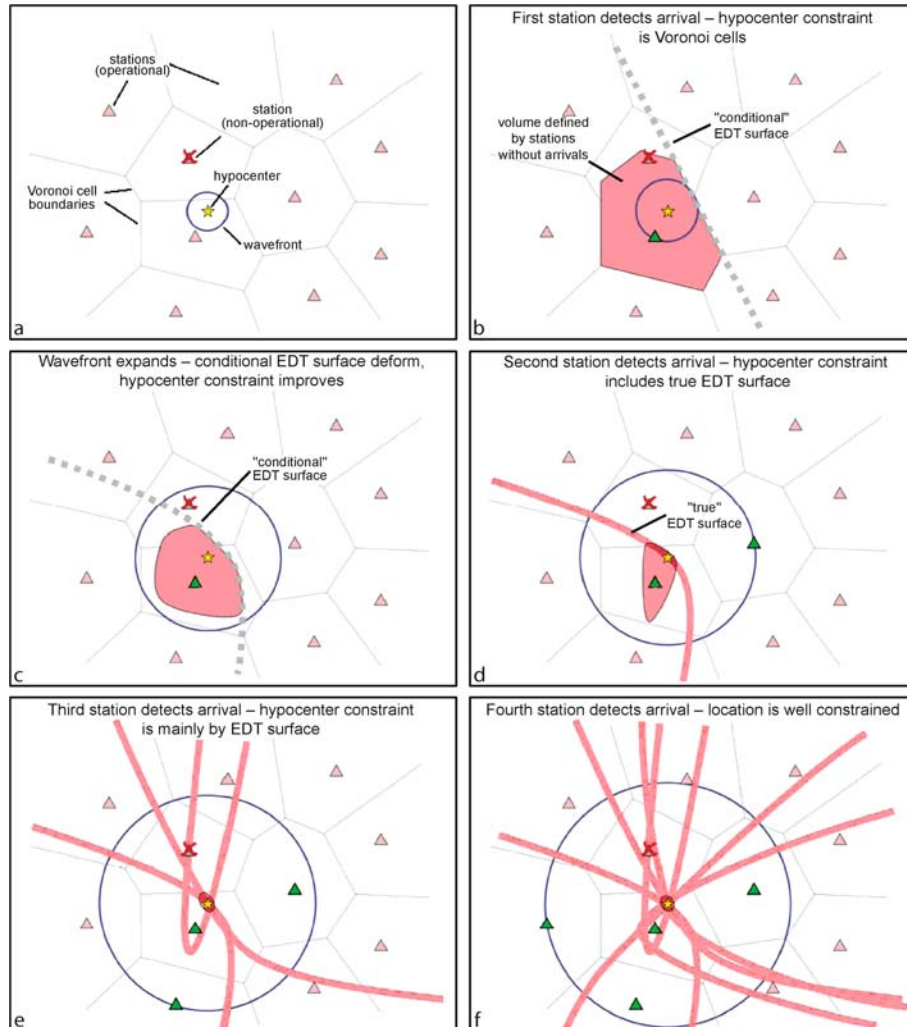 stations
(operational)
station
(non-operational)
hypocenter
Voronoi cell
boundaries
wavefront
a
First station detects arrival – hypocenter constraint
is Voronoi cells
"conditional"
EDT surface
volume defined
by stations
without arrivals
b
Wavefront expands – conditional EDT surface deform,
hypocenter constraint improves
"conditional"
EDT surface
c
Second station detects arrival – hypocenter constraint
includes true EDT surface
"true"
EDT surface
d
Third station detects arrival – hypocenter constraint
is mainly by EDT surface
e
Fourth station detects arrival – location is well constrained
f